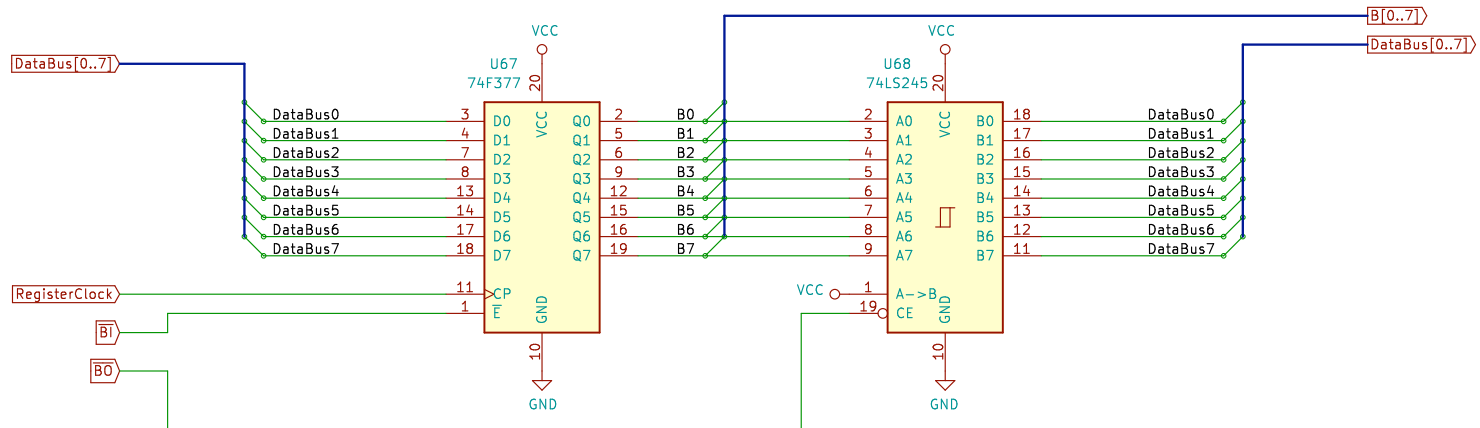 B[0..7]
VCC
VCC
DataBus[0..7]
DataBus[0..7]
U67
74F377
U68
74LS245
20
VCC
20
VCC
DataBus0 3 D0 Q0 2 B0 2 A0 B0 18 DataBus0
DataBus1 4 D1 Q1 5 B1 3 A1 B1 17 DataBus1
DataBus2 7 D2 Q2 6 B2 4 A2 B2 16 DataBus2
DataBus3 8 D3 Q3 9 B3 5 A3 B3 15 DataBus3
DataBus4 13 D4 Q4 12 B4 6 A4 B4 14 DataBus4
DataBus5 14 D5 Q5 15 B5 7 A5 B5 13 DataBus5
DataBus6 17 D6 Q6 16 B6 8 A6 B6 12 DataBus6
DataBus7 18 D7 Q7 19 B7 9 A7 B7 11 DataBus7
RegisterClock 11 CP VCC 1 A->B
1 E̅ GND 19 CE GND
B̅I̅
10
10
B̅O̅
GND
GND